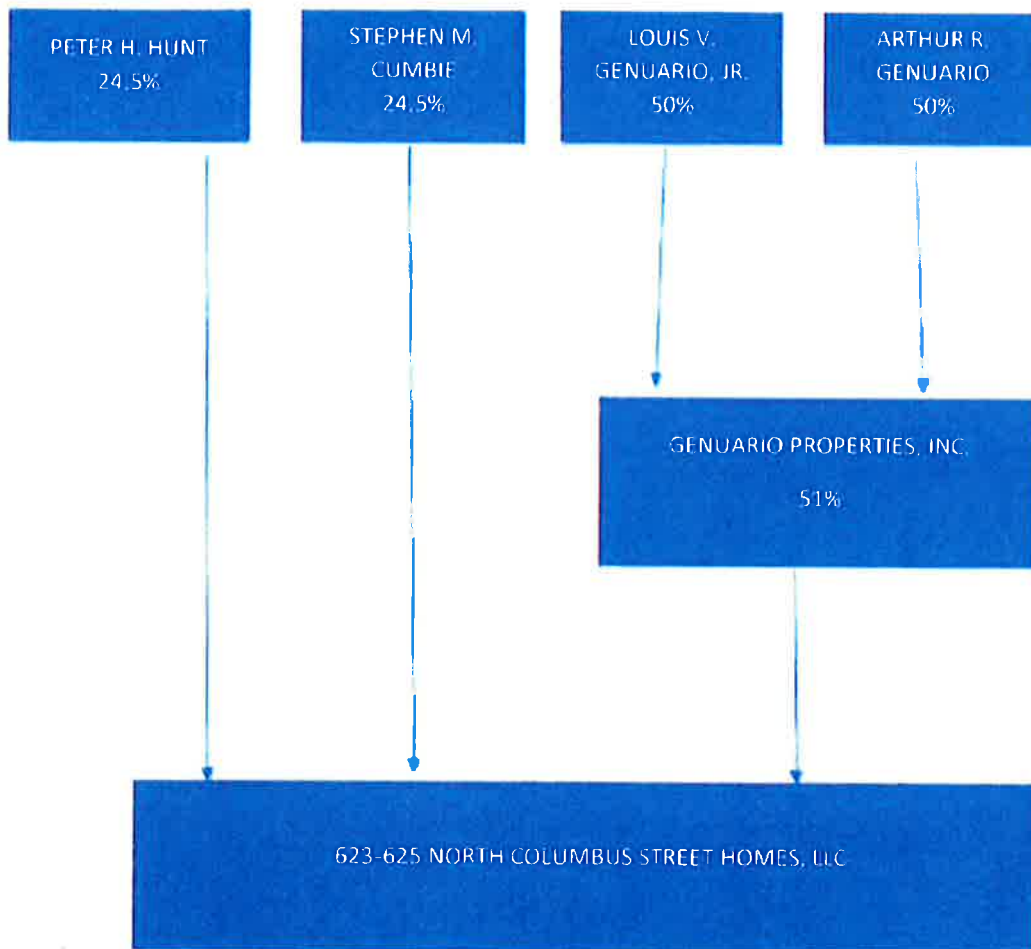 PETER H. HUNT
24.5%
STEPHEN M.
CUMBIE
24.5%
LOUIS V.
GENUARIO, JR.
50%
ARTHUR R.
GENUARIO
50%
GENUARIO PROPERTIES, INC.
51%
623-625 NORTH COLUMBUS STREET HOMES, LLC